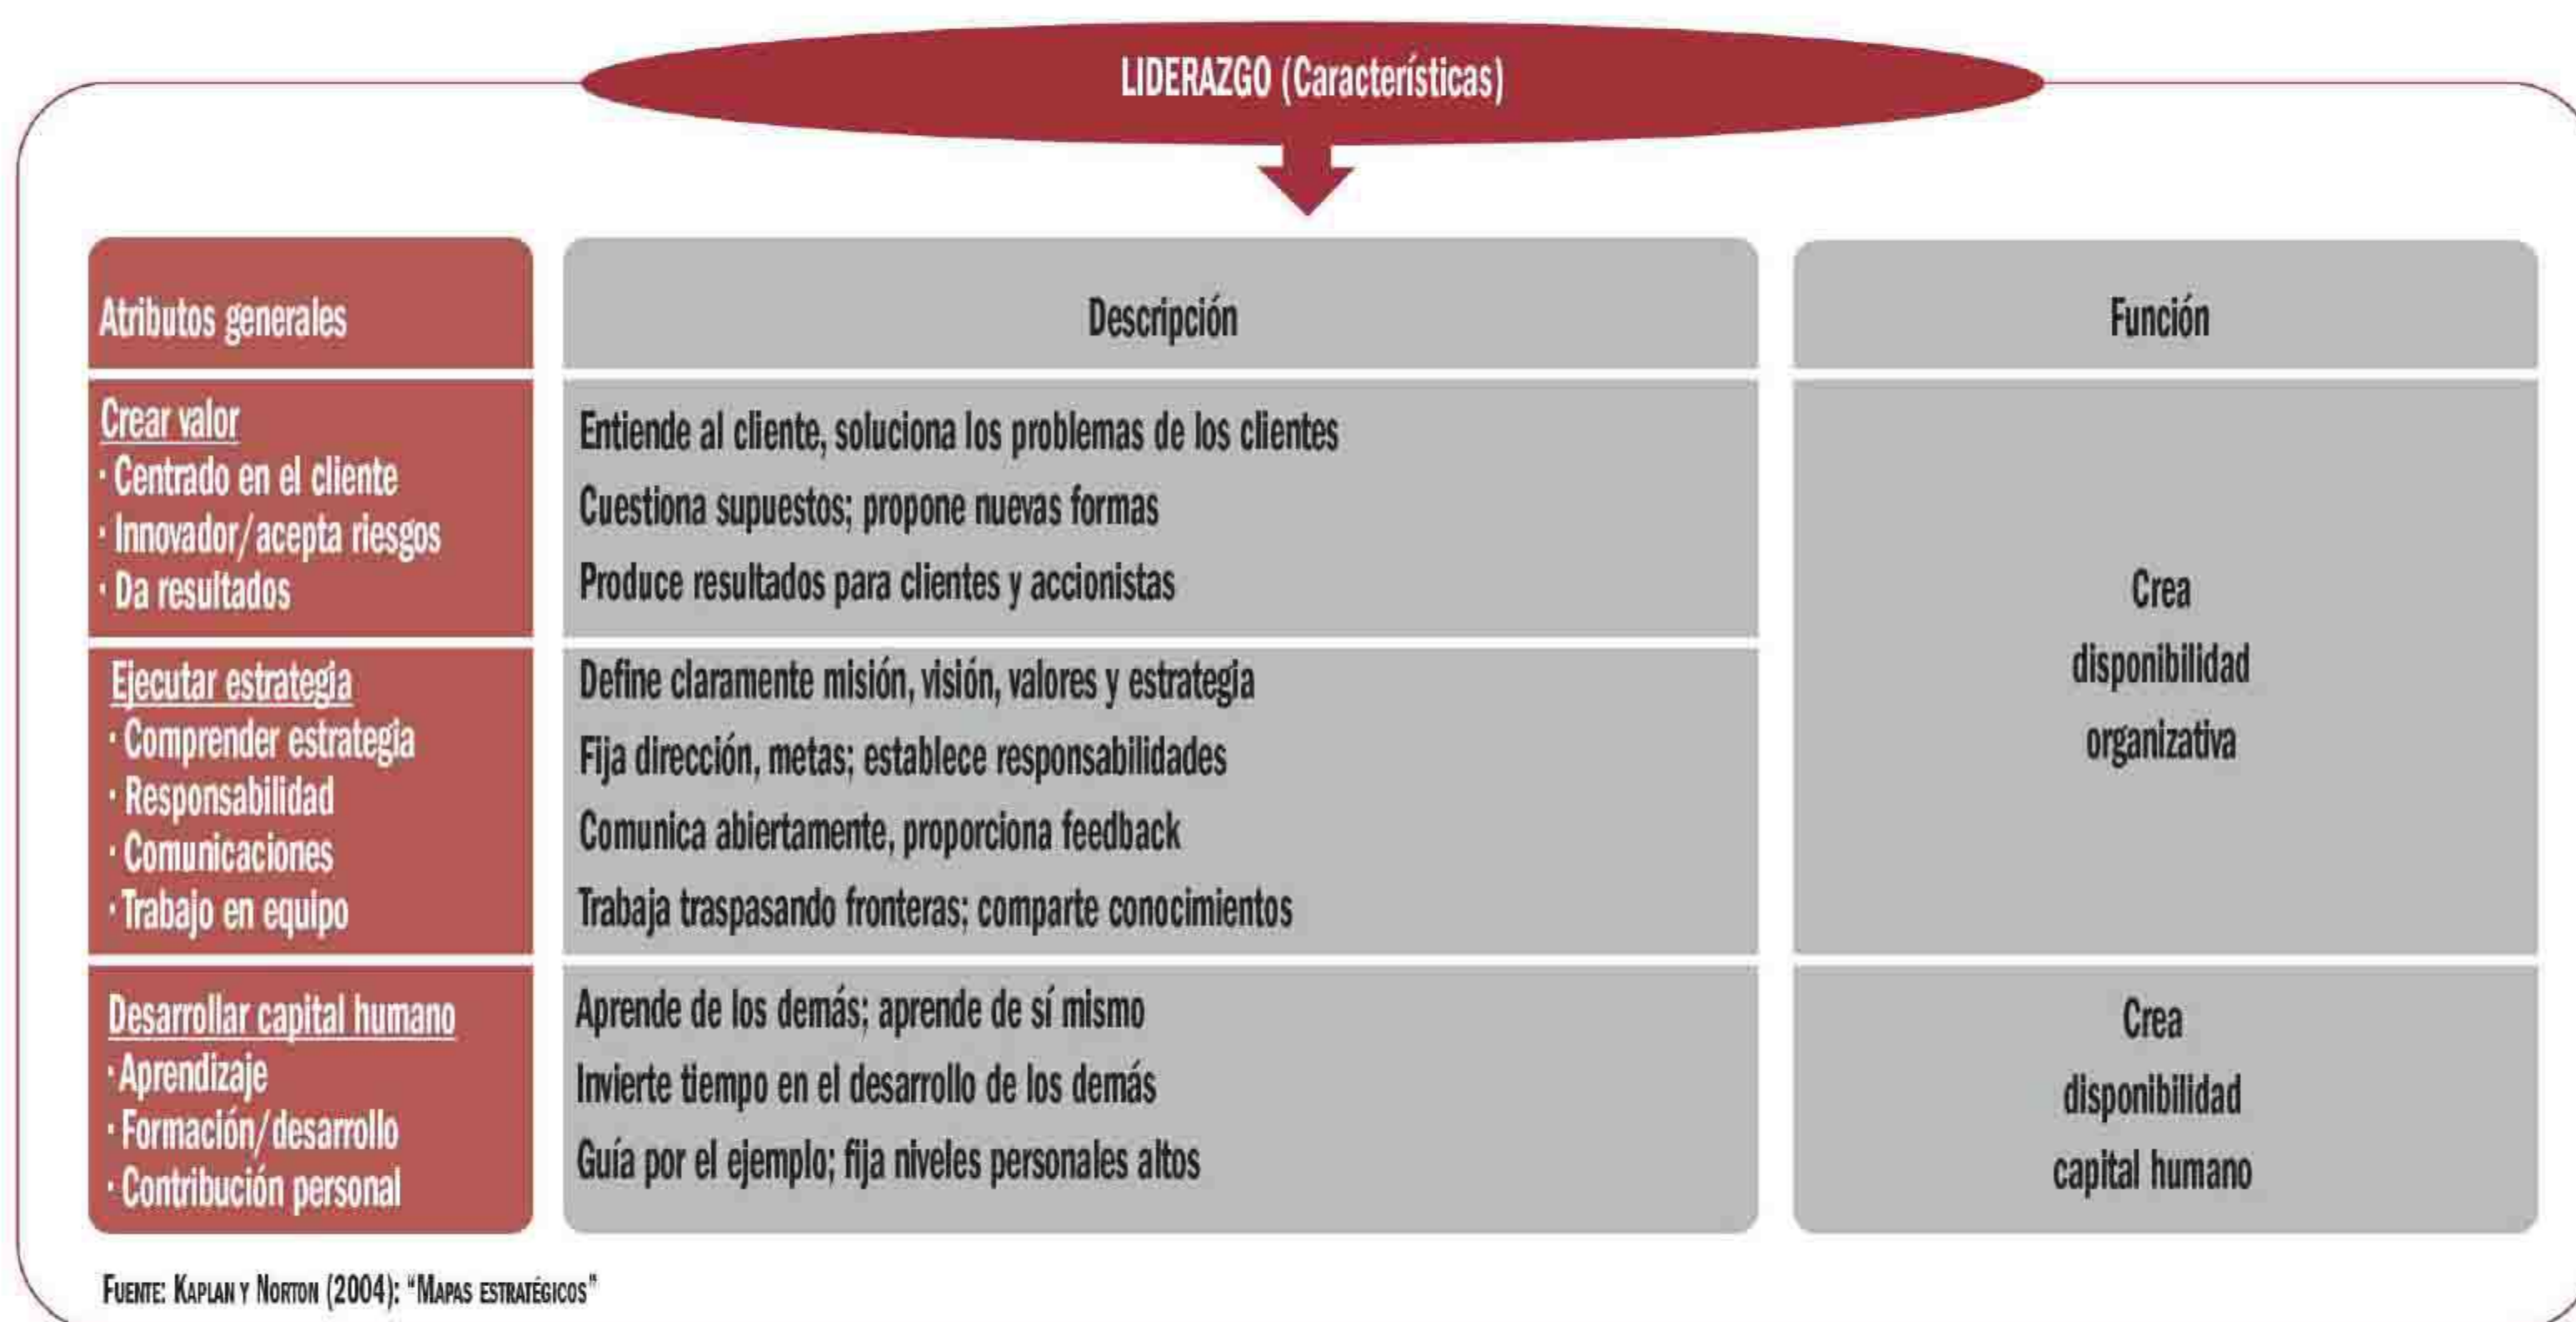 LIDERAZGO (Características)
Atributos generales
Descripción
Función
Crear valor
· Centrado en el cliente
· Innovador/acepta riesgos
· Da resultados
Entiende al cliente, soluciona los problemas de los clientes
Cuestiona supuestos; propone nuevas formas
Produce resultados para clientes y accionistas
Crea
disponibilidad
organizativa
Ejecutar estrategia
· Comprender estrategia
· Responsabilidad
· Comunicaciones
· Trabajo en equipo
Define claramente misión, visión, valores y estrategia
Fija dirección, metas; establece responsabilidades
Comunica abiertamente, proporciona feedback
Trabaja traspasando fronteras; comparte conocimientos
Desarrollar capital humano
· Aprendizaje
· Formación/desarrollo
· Contribución personal
Aprende de los demás; aprende de sí mismo
Invierte tiempo en el desarrollo de los demás
Guía por el ejemplo; fija niveles personales altos
Crea
disponibilidad
capital humano
FUENTE: KAPLAN Y NORTON (2004): "MAPAS ESTRATÉGICOS"